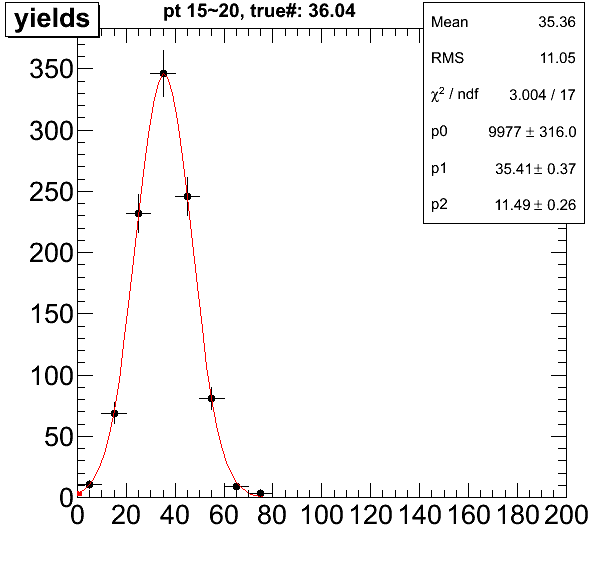 yields
pt 15~20, true#: 36.04
Mean 35.36
RMS 11.05
χ² / ndf 3.004 / 17
p0 9977 ± 316.0
p1 35.41± 0.37
p2 11.49 ± 0.26
350
300
250
200
150
100
50
0
0 20 40 60 80 100 120 140 160 180 200